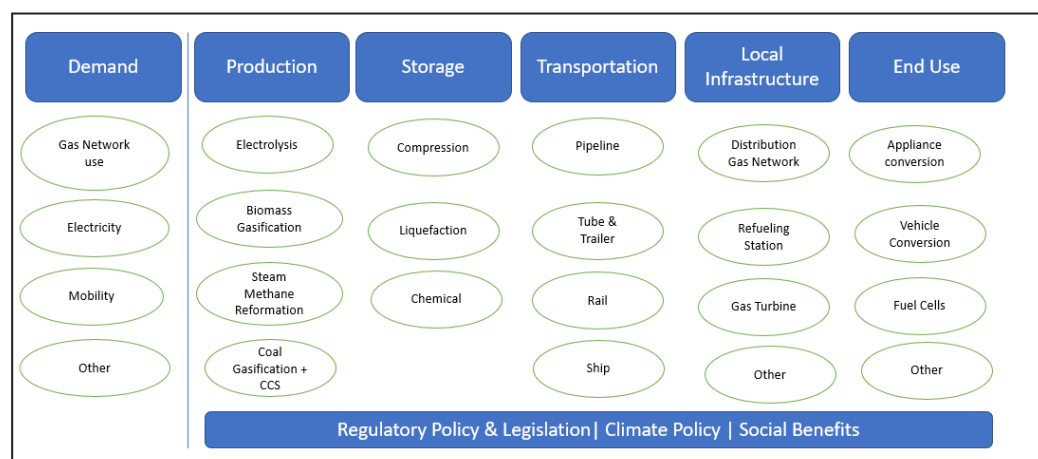 Demand
Production
Storage
Transportation
Local
Infrastructure
End Use
Gas Network
use
Electrolysis
Compression
Pipeline
Distribution
Gas Network
Appliance
conversion
Electricity
Biomass
Gasification
Liquefaction
Tube &
Trailer
Refueling
Station
Vehicle
Conversion
Mobility
Steam
Methane
Reformation
Chemical
Rail
Gas Turbine
Fuel Cells
Other
Coal
Gasification +
CCS
Ship
Other
Other
Regulatory Policy & Legislation| Climate Policy | Social Benefits